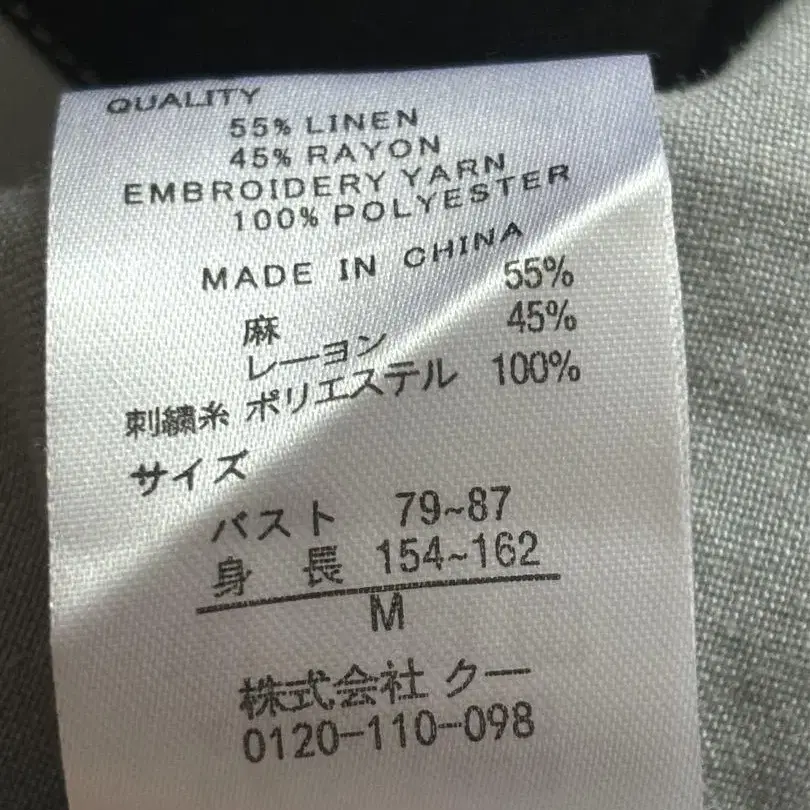 QUALITY
55% LINEN
45% RAYON
EMBROIDERY YARN
100% POLYESTER
MADE IN CHINA
麻 55%
レーヨン 45%
刺繍糸 ポリエステル 100%
サイズ
バスト 79~87
身 長 154~162
M
株式会社 クー
0120-110-098